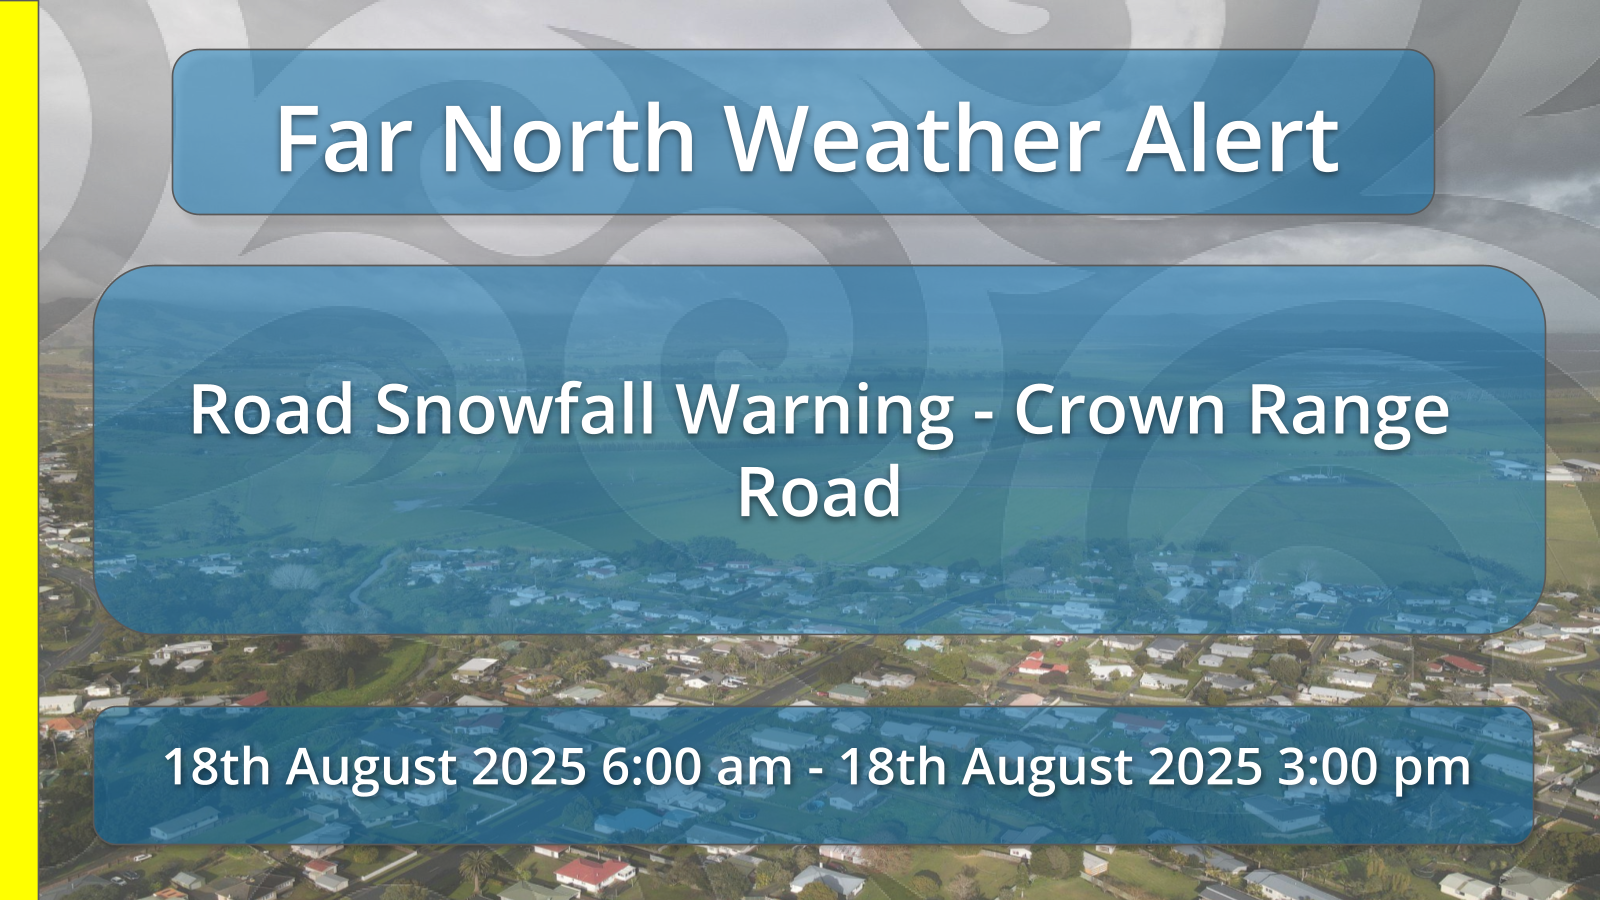 Far North Weather Alert
Road Snowfall Warning - Crown Range
Road
18th August 2025 6:00 am - 18th August 2025 3:00 pm